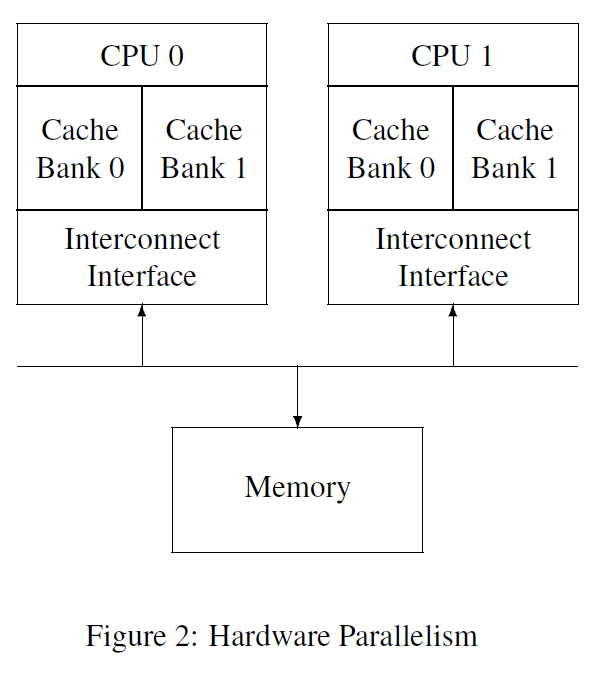 CPU 0
Cache
Bank 0
Cache
Bank 1
Interconnect
Interface
CPU 1
Cache
Bank 0
Cache
Bank 1
Interconnect
Interface
Memory
Figure 2: Hardware Parallelism